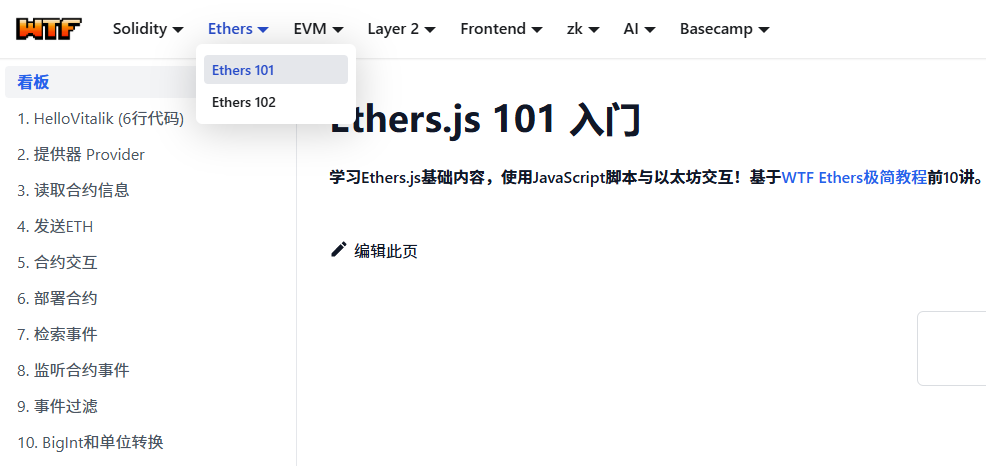 WTF
Solidity
Ethers
EVM
Layer 2
Frontend
zk
AI
Basecamp
Ethers 101
Ethers 102
看板
1. HelloVitalik (6行代码)
2. 提供器 Provider
3. 读取合约信息
4. 发送ETH
5. 合约交互
6. 部署合约
7. 检索事件
8. 监听合约事件
9. 事件过滤
10. BigInt和单位转换
Ethers.js 101 入门
学习Ethers.js基础内容，使用JavaScript脚本与以太坊交互！基于WTF Ethers极简教程前10讲。
编辑此页